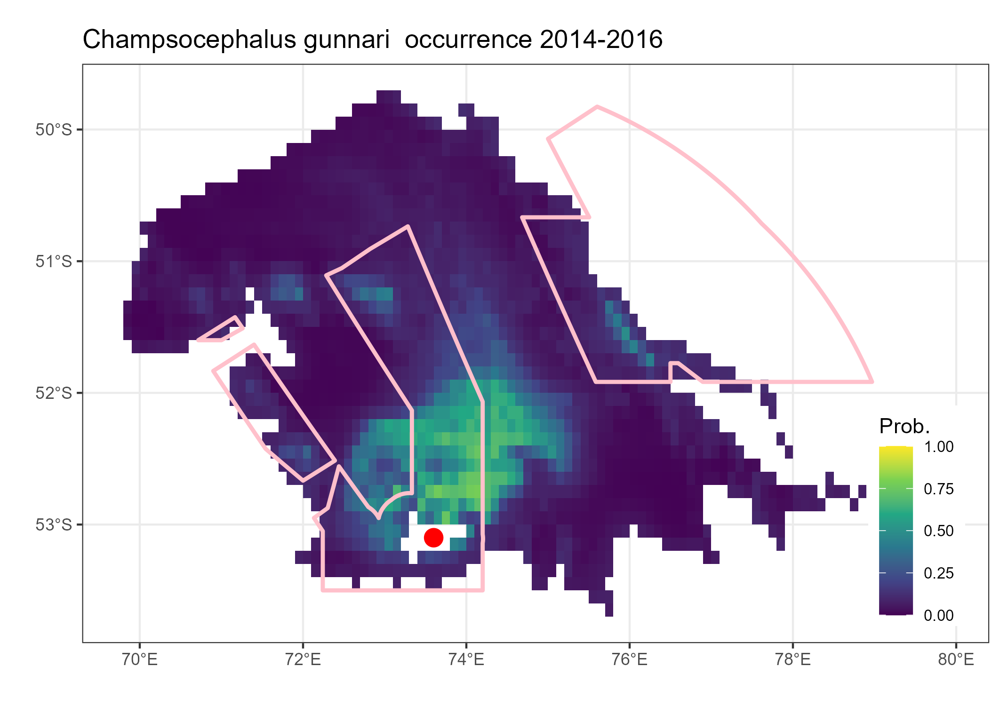 Champsocephalus gunnari  occurrence 2014-2016
50°S
51°S
52°S
53°S
Prob.
1.00
0.75
0.50
0.25
0.00
70°E
72°E
74°E
76°E
78°E
80°E